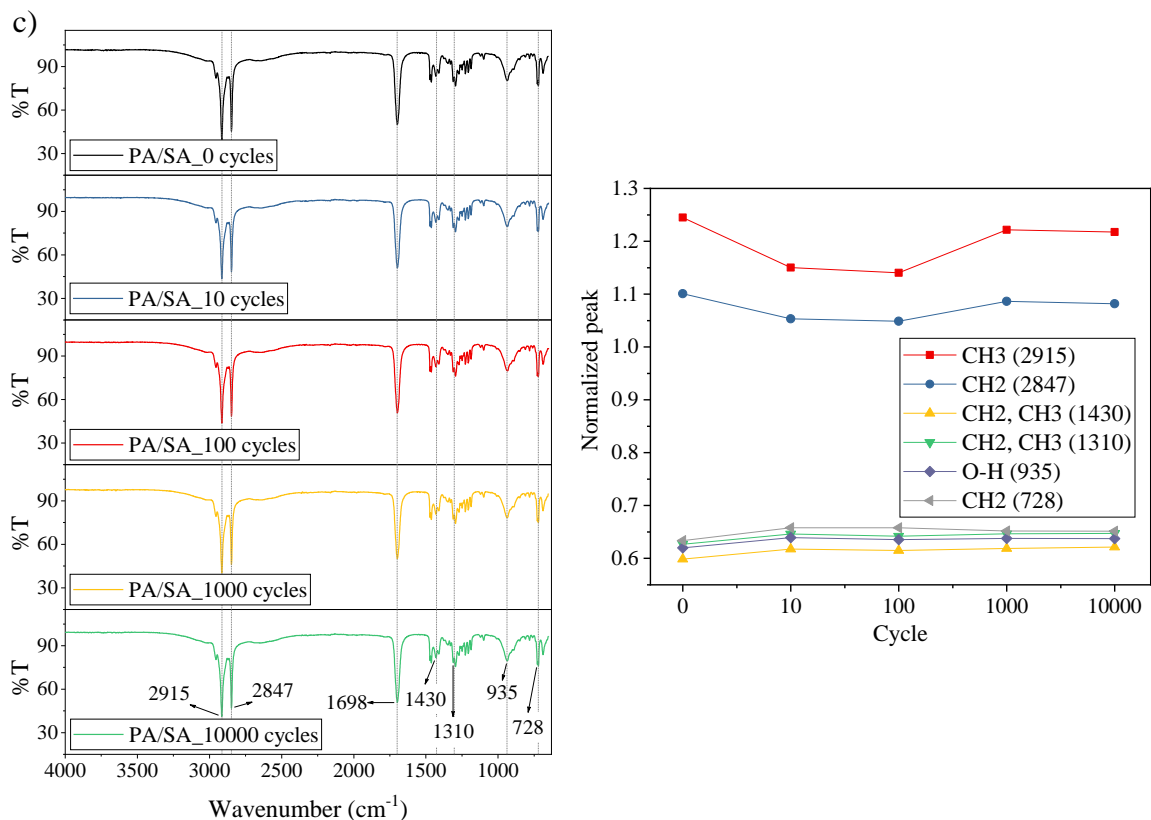 c)
%T
90
60
30
PA/SA_0 cycles
%T
90
60
30
PA/SA_10 cycles
%T
90
60
30
PA/SA_100 cycles
%T
90
60
30
PA/SA_1000 cycles
%T
90
60
30
2915
2847
1698
1430
1310
935
728
PA/SA_10000 cycles
4000 3500 3000 2500 2000 1500 1000
Wavenumber (cm-1)
Normalized peak
1.3
1.2
1.1
1.0
0.9
0.8
0.7
0.6
CH3 (2915)
CH2 (2847)
CH2, CH3 (1430)
CH2, CH3 (1310)
O-H (935)
CH2 (728)
0 10 100 1000 10000
Cycle